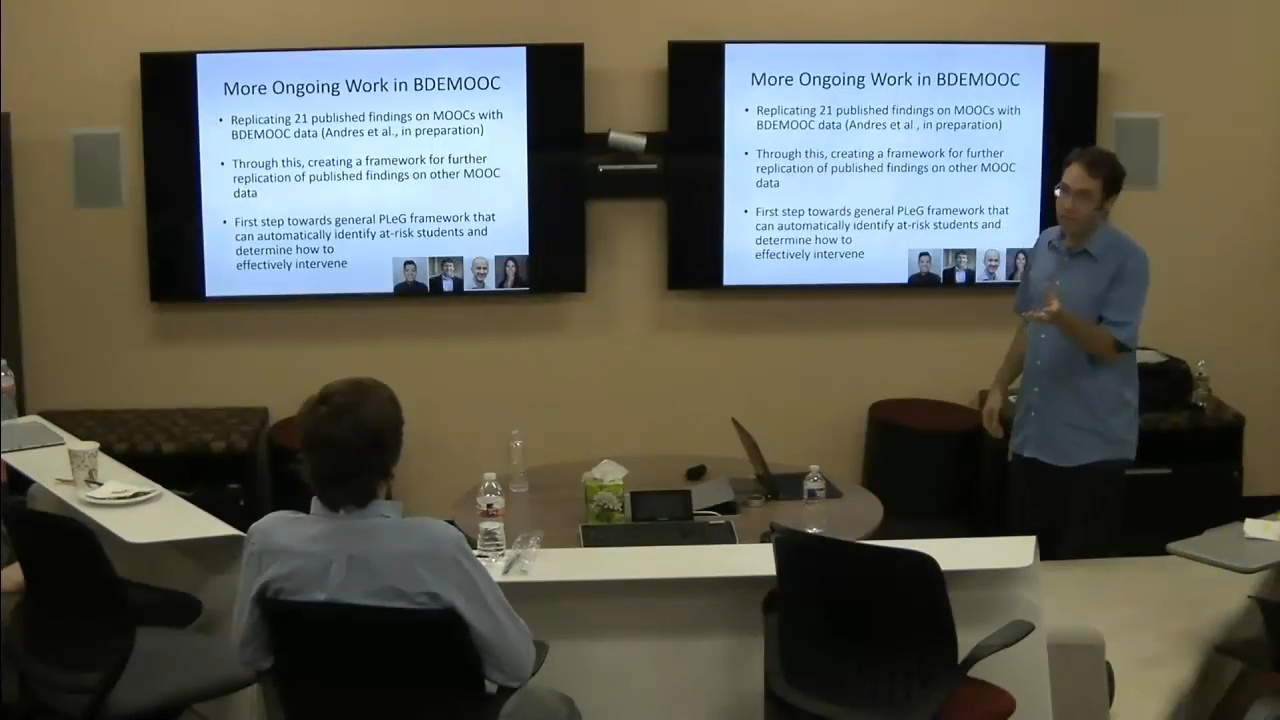 More Ongoing Work in BDEMOOC
• Replicating 21 published findings on MOOCs with
BDEMOOC data (Andres et al., in preparation)
• Through this, creating a framework for further
replication of published findings on other MOOC
data
• First step towards general PLeG framework that
can automatically identify at-risk students and
determine how to
effectively intervene
More Ongoing Work in BDEMOOC
• Replicating 21 published findings on MOOCs with
BDEMOOC data (Andres et al., in preparation)
• Through this, creating a framework for further
replication of published findings on other MOOC
data
• First step towards general PLeG framework that
can automatically identify at-risk students and
determine how to
effectively intervene